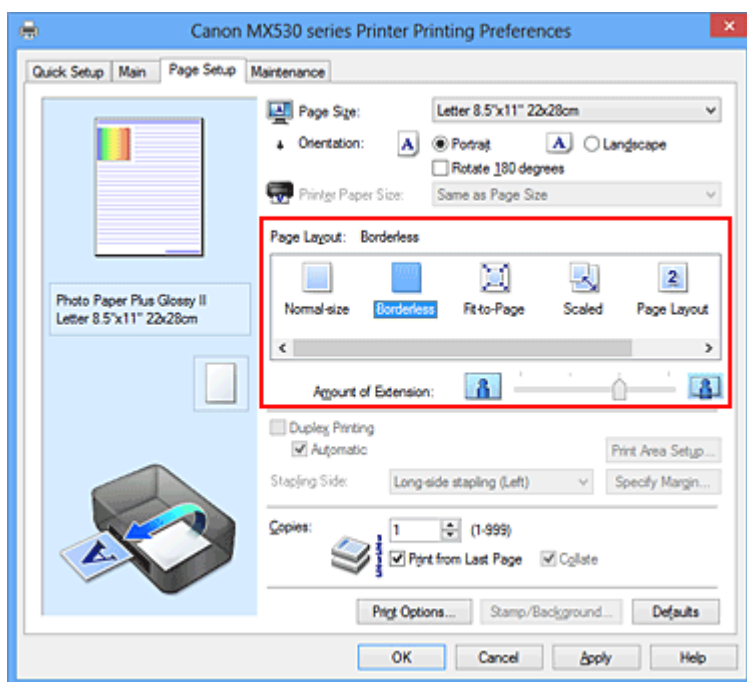 Canon MX530 series Printer Printing Preferences
Quick Setup Main Page Setup Maintenance
Page Size: Letter 8.5"x11" 22x28cm
Orientation: A Portrait A Landscape
Rotate 180 degrees
Printer Paper Size: Same as Page Size
Page Layout: Borderless
2
Normal-size Borderless Fit-to-Page Scaled Page Layout
Photo Paper Plus Glossy II
Letter 8.5"x11" 22x28cm
Amount of Extension:
Duplex Printing
Automatic
Print Area Setup...
Stapling Side: Long-side stapling (Left) Specify Margin...
Copies: 1 (1-999)
Print from Last Page Collate
A
Print Options... Stamp/Background... Defaults
OK Cancel Apply Help